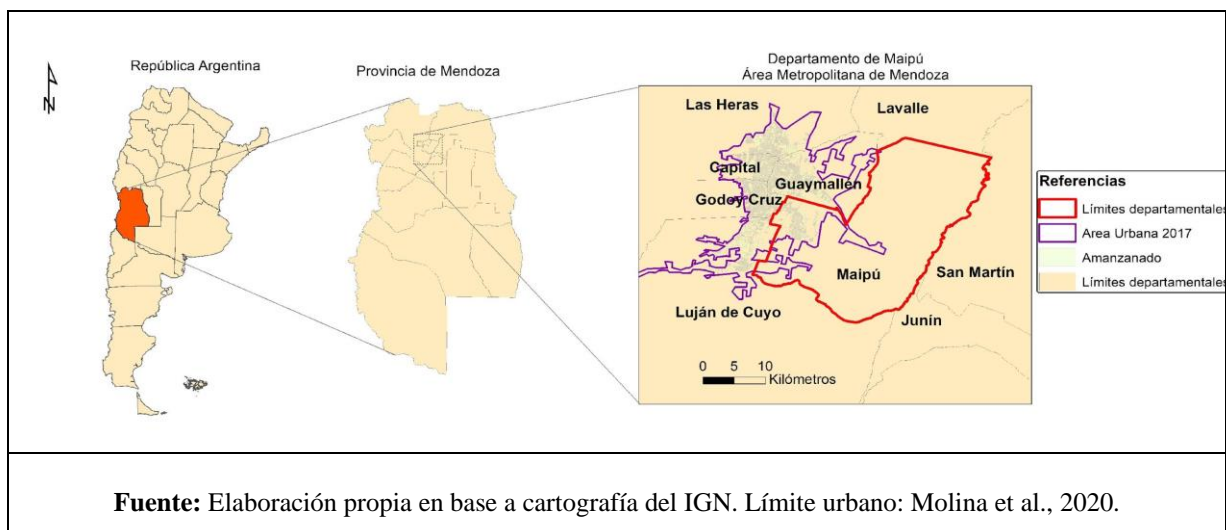 República Argentina
Provincia de Mendoza
Departamento de Maipú
Área Metropolitana de Mendoza
N
Las Heras
Lavalle
Capital
Guaymallén
Godoy Cruz
Maipú
San Martín
Luján de Cuyo
Junín
0 5 10
Kilómetros
Referencias
Límites departamentales
Area Urbana 2017
Amanzanado
Límites departamentales
Fuente: Elaboración propia en base a cartografía del IGN. Límite urbano: Molina et al., 2020.